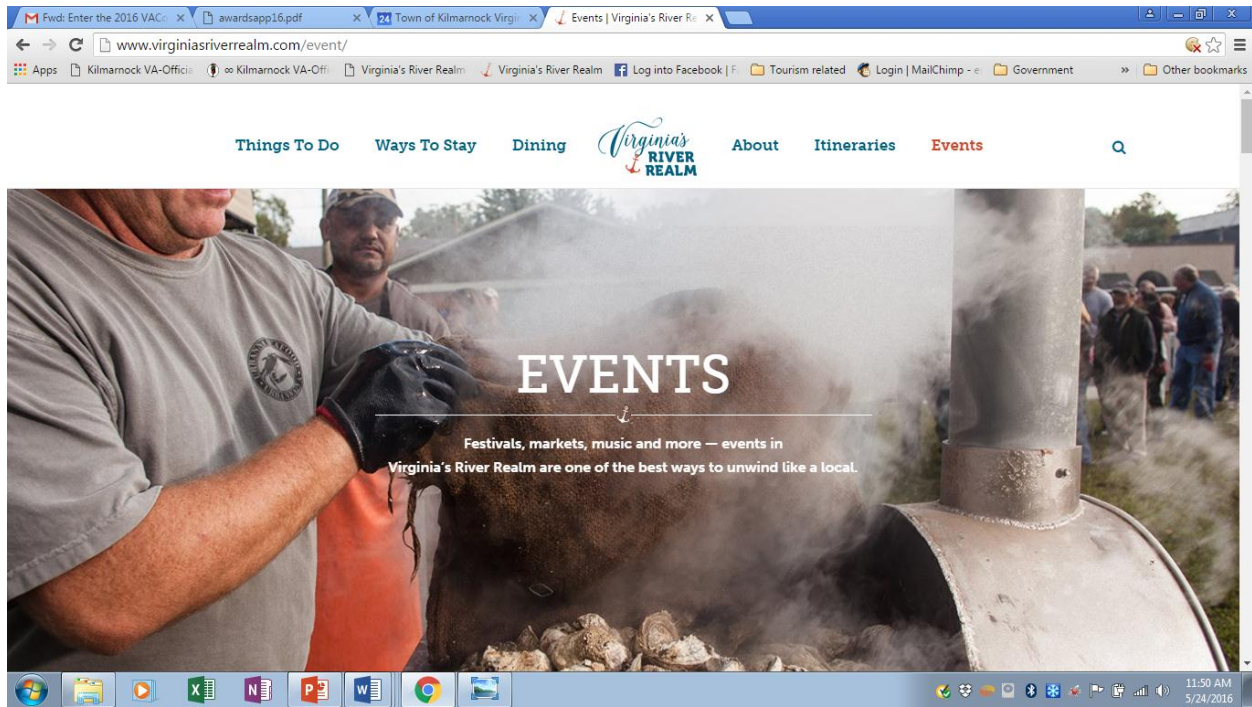 Fwd: Enter the 2016 VACo
awardsapp16.pdf
24 Town of Kilmarnock Virgin
Events | Virginia's River Re
www.virginiasriverrealm.com/event/
Apps
Kilmarnock VA-Officia
∞ Kilmarnock VA-Offi
Virginia's River Realm
Virginia's River Realm
Log into Facebook | F
Tourism related
Login | MailChimp - e
Government
»
Other bookmarks
Things To Do
Ways To Stay
Dining
Virginia's
RIVER
REALM
About
Itineraries
Events
EVENTS
Festivals, markets, music and more — events in
Virginia's River Realm are one of the best ways to unwind like a local.
11:50 AM
5/24/2016